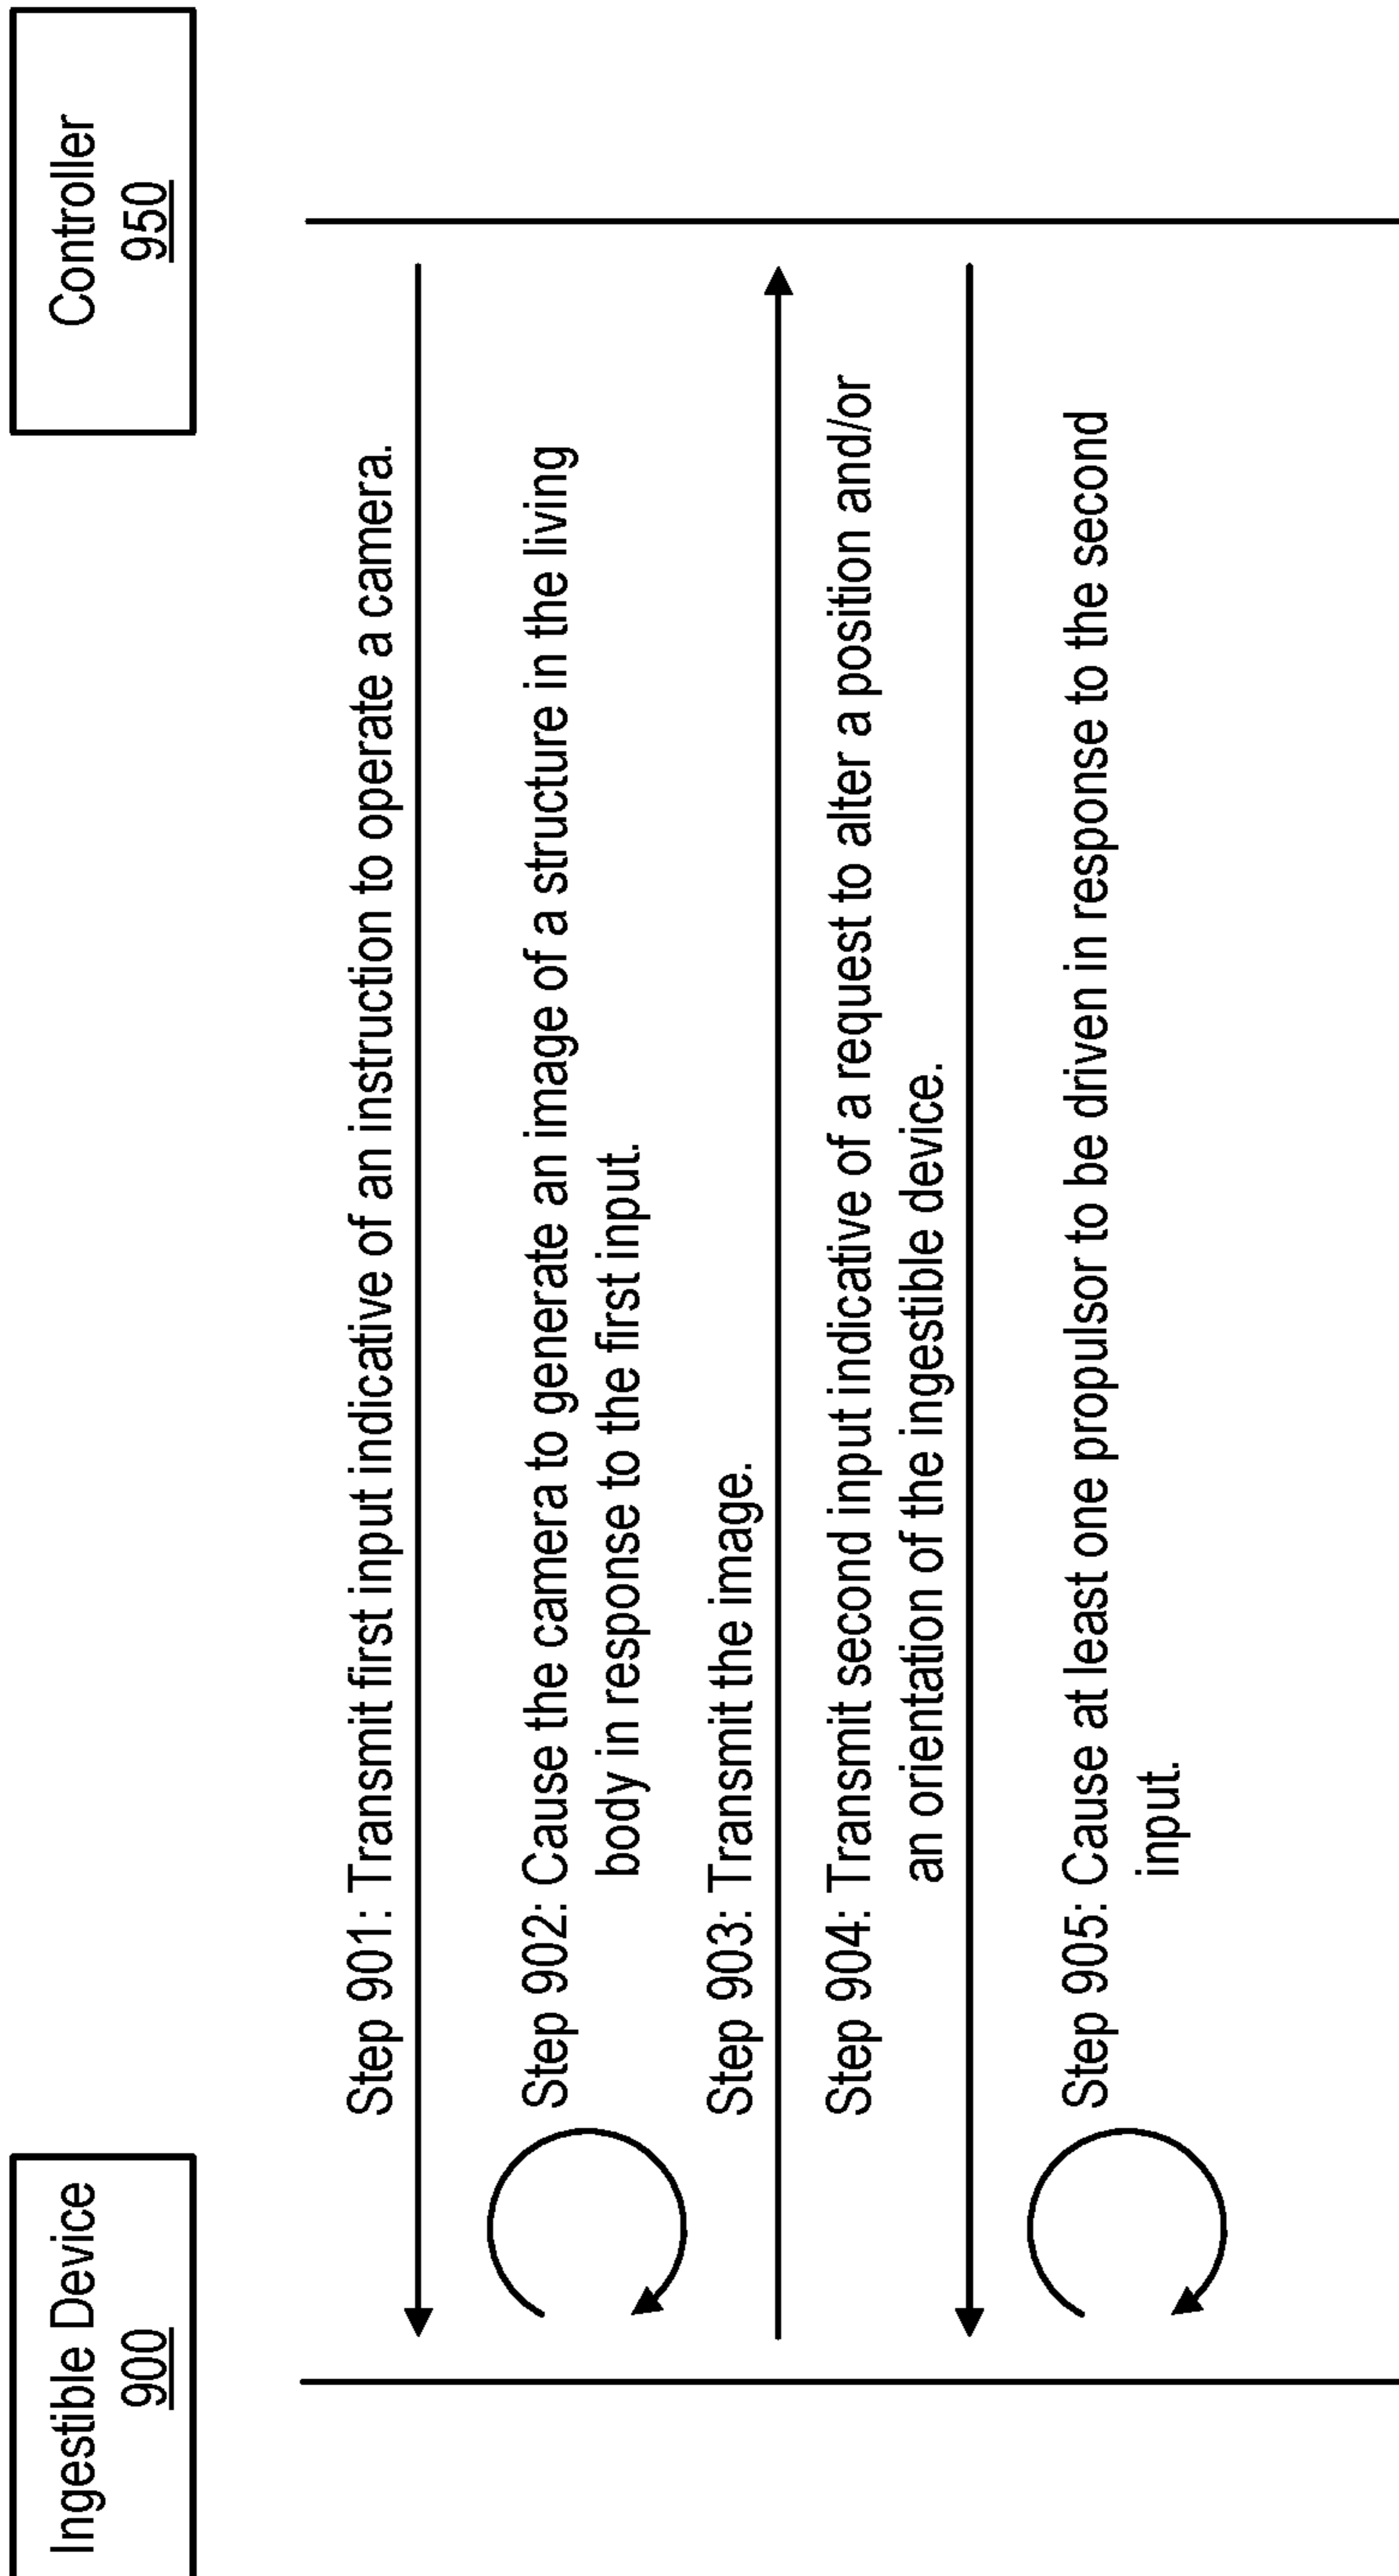 Ingestible Device
900
Controller
950
Step 901: Transmit first input indicative of an instruction to operate a camera.
Step 902: Cause the camera to generate an image of a structure in the living
body in response to the first input.
Step 903: Transmit the image.
Step 904: Transmit second input indicative of a request to alter a position and/or
an orientation of the ingestible device.
Step 905: Cause at least one propulsor to be driven in response to the second
input.